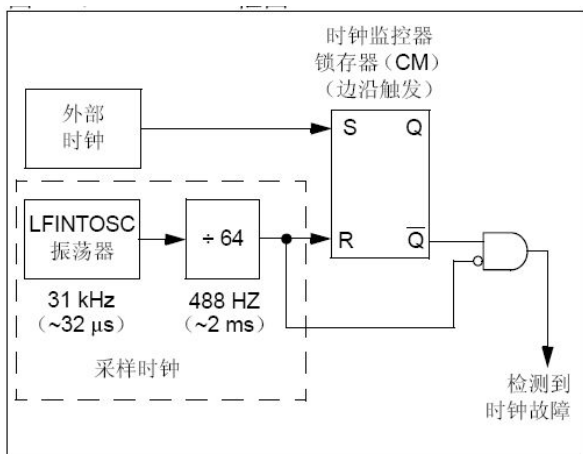 时钟监控器
锁存器（CM）
（边沿触发）
外部
时钟
S Q
LFINTOSC
振荡器
÷ 64
R Q
31 kHz
（~32 μs）
488 HZ
（~2 ms）
采样时钟
检测到
时钟故障